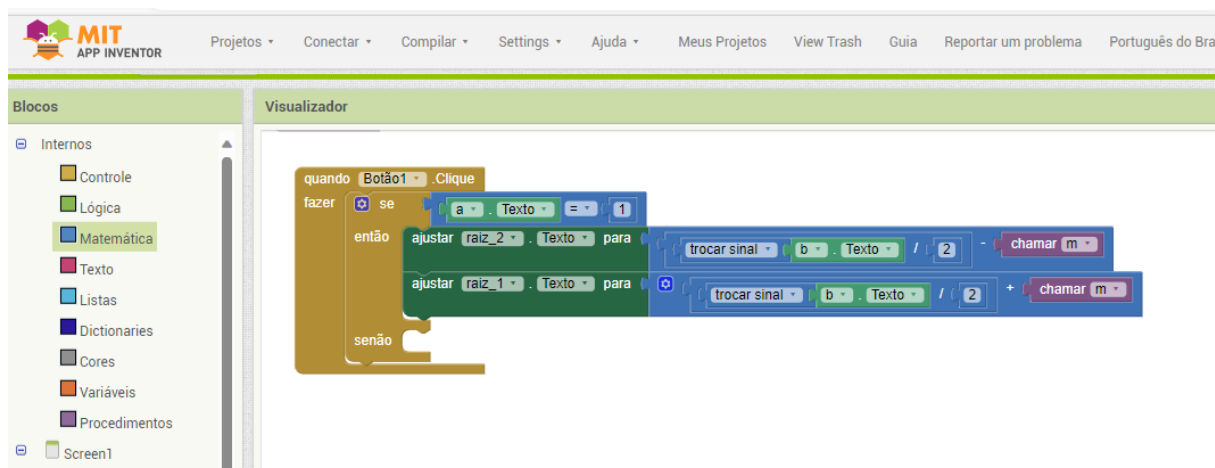 MIT
APP INVENTOR
Projetos Conectar Compilar Settings Ajuda Meus Projetos View Trash Guia Reportar um problema Português do Bra
Blocos
Visualizador
Internos
Controle
Lógica
Matemática
Texto
Listas
Dictionaries
Cores
Variáveis
Procedimentos
Screen1
quando Botão1 .Clique
fazer se a . Texto = 1
então ajustar raiz_2 . Texto para trocar sinal b . Texto / 2 - chamar m
ajustar raiz_1 . Texto para trocar sinal b . Texto / 2 + chamar m
senão